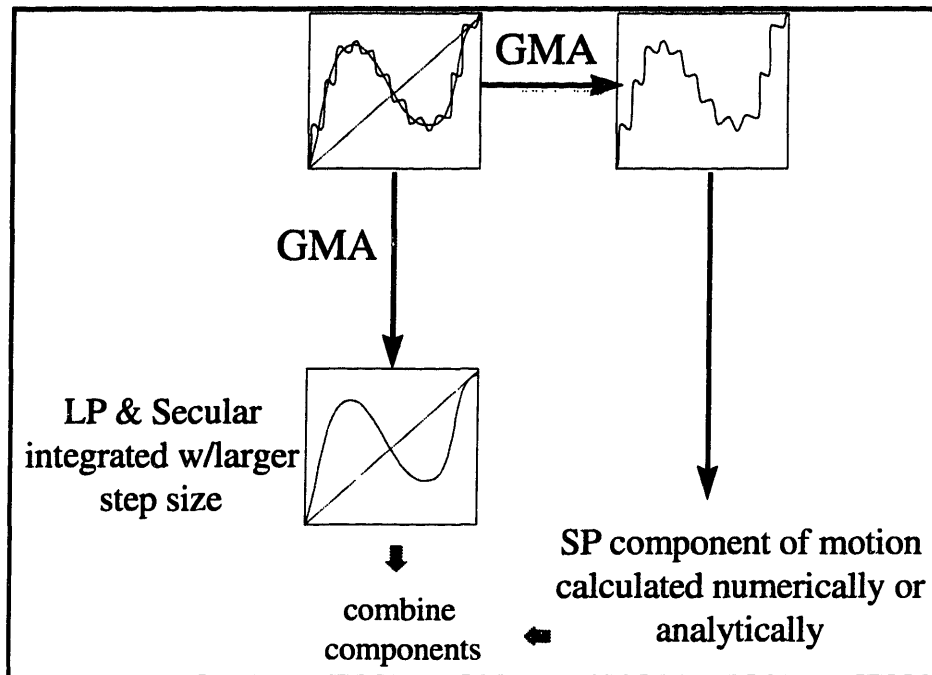 GMA
GMA
LP & Secular
integrated w/larger
step size
SP component of motion
calculated numerically or
analytically
combine
components